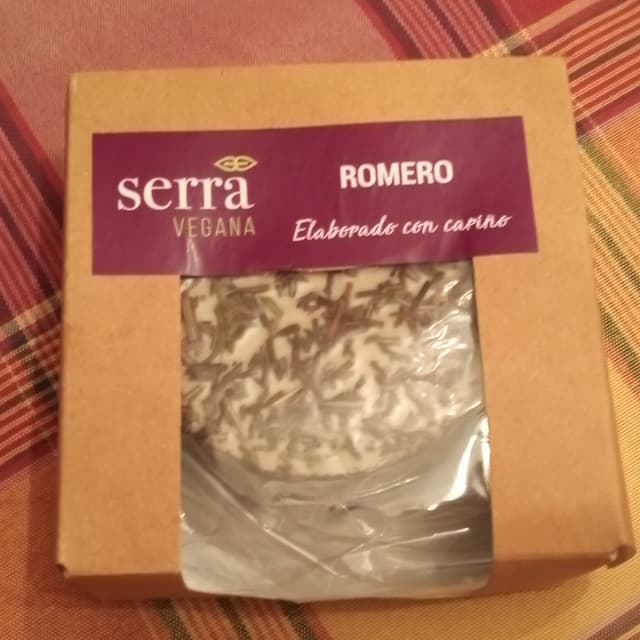 serra
VEGANA
ROMERO
Elaborado con cariño